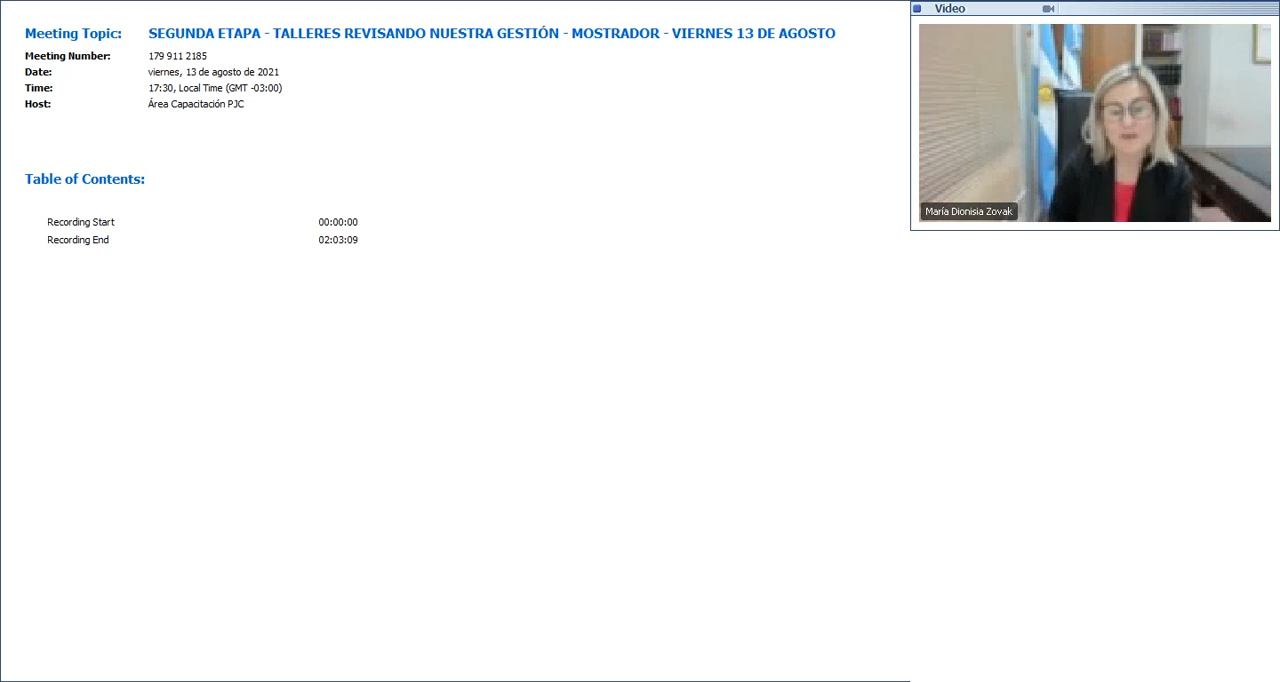 Meeting Topic: SEGUNDA ETAPA - TALLERES REVISANDO NUESTRA GESTIÓN - MOSTRADOR - VIERNES 13 DE AGOSTO
Meeting Number: 179 911 2185
Date: viernes, 13 de agosto de 2021
Time: 17:30, Local Time (GMT -03:00)
Host: Área Capacitación PJC
Table of Contents:
Recording Start 00:00:00
Recording End 02:03:09
Video
María Dionisia Zovak